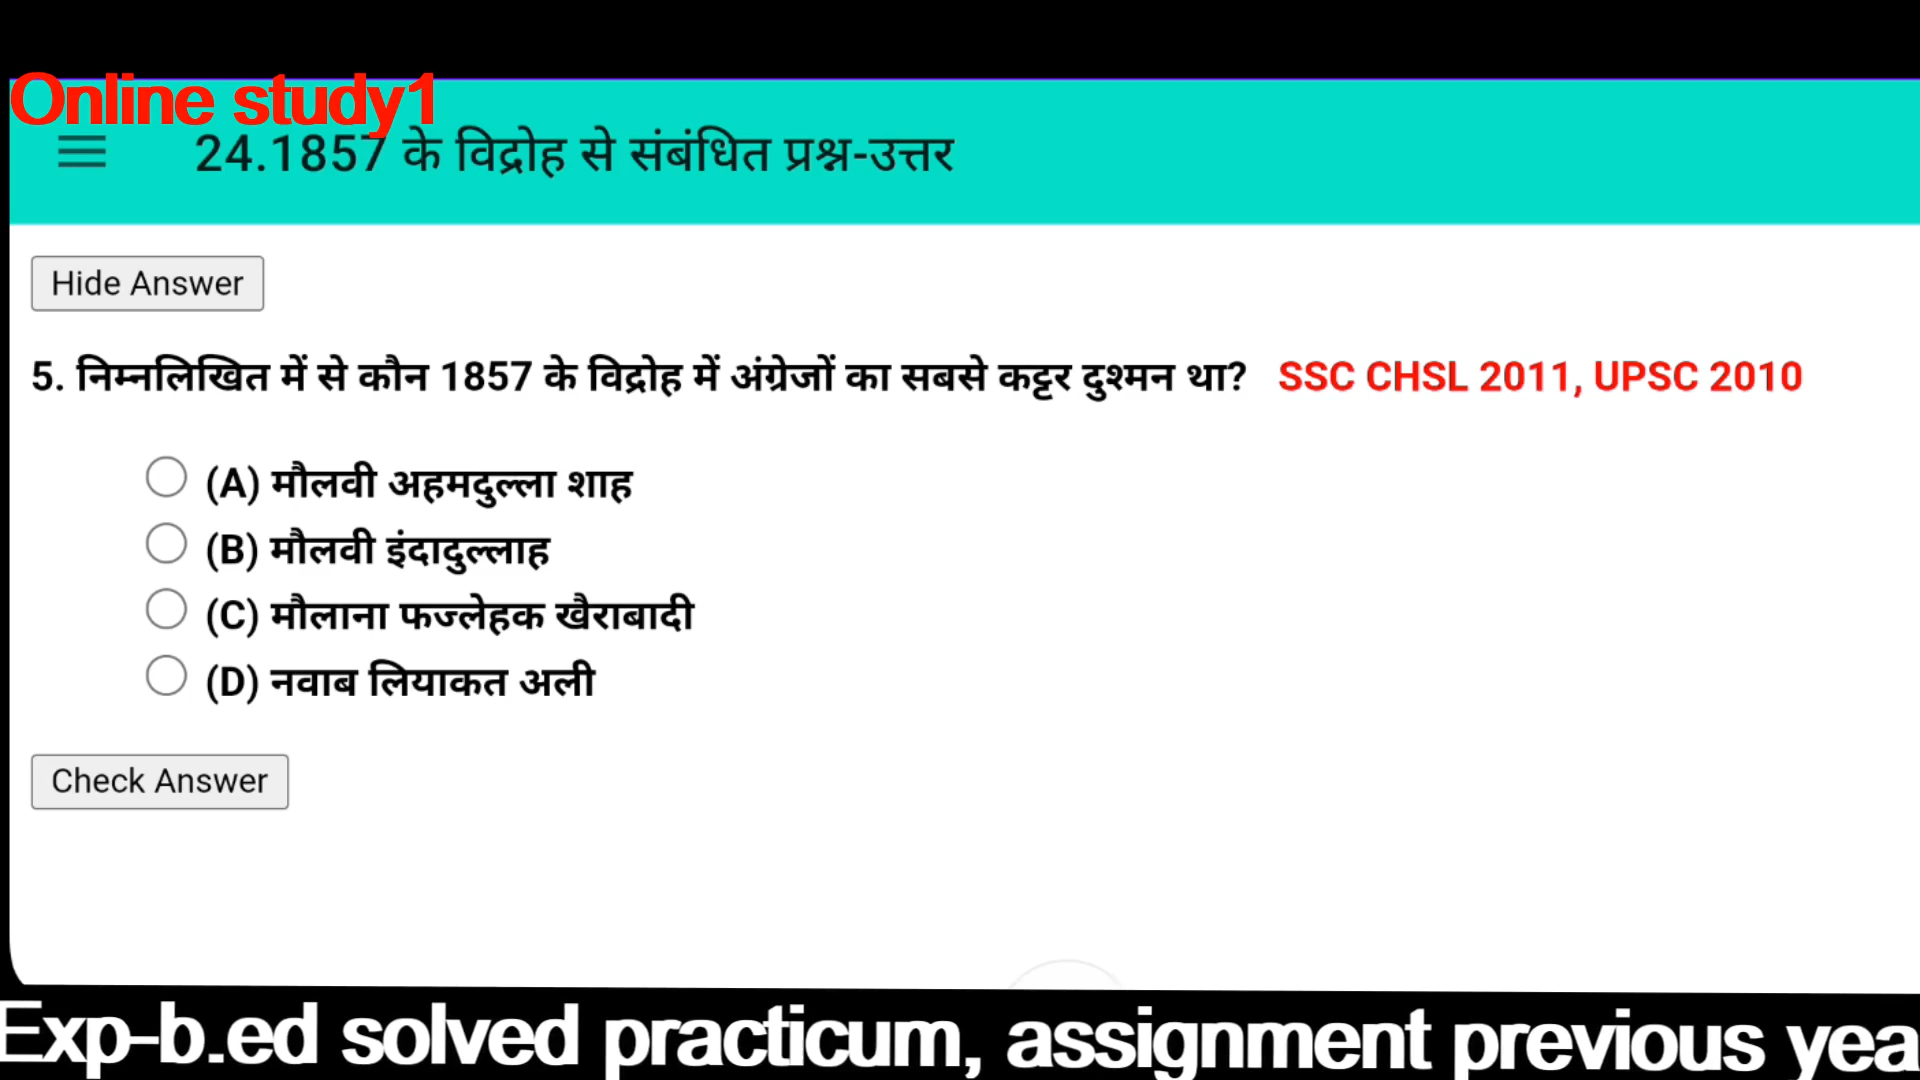 Online study1
24.1857 के विद्रोह से संबंधित प्रश्न-उत्तर
Hide Answer
5. निम्नलिखित में से कौन 1857 के विद्रोह में अंग्रेजों का सबसे कट्टर दुश्मन था? SSC CHSL 2011, UPSC 2010
(A) मौलवी अहमदुल्ला शाह
(B) मौलवी इंदादुल्लाह
(C) मौलाना फज्लेहक खैराबादी
(D) नवाब लियाकत अली
Check Answer
Exp-b.ed solved practicum, assignment previous yea